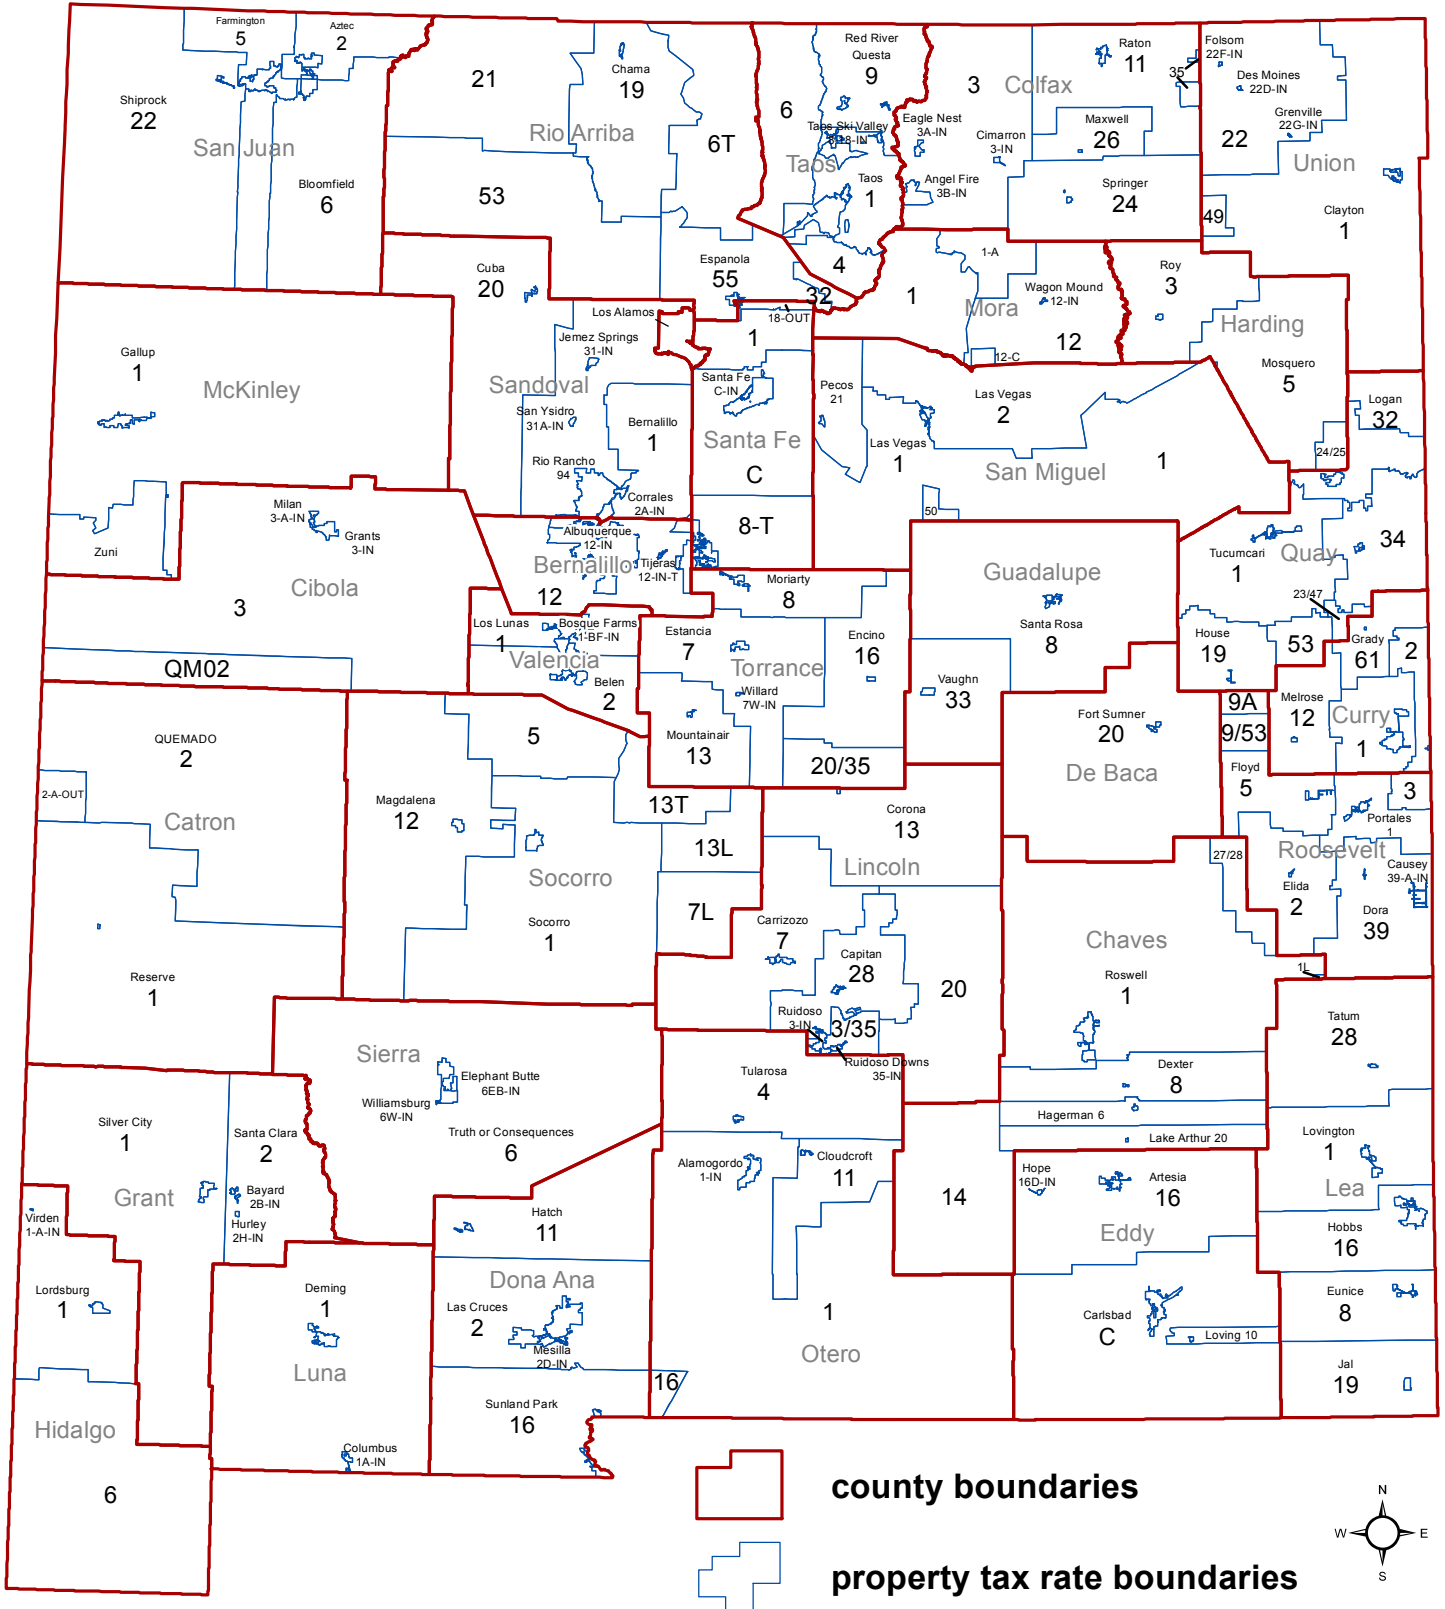 Farmington
5
Aztec
2
Shiprock
22
San Juan
Bloomfield
6
21
Chama
19
Rio Arriba
6T
53
Espanola
55
6
Red River
Questa
9
Taos Ski Valley
Taos
Taos
1
4
32
3
Colfax
Raton
11
35
Eagle Nest
3A-IN
Cimarron
3-IN
Maxwell
26
Angel Fire
3B-IN
Springer
24
Folsom
22F-IN
Des Moines
22D-IN
Grenville
22G-IN
22
Union
49
Clayton
1
1-A
1
Mora
Wagon Mound
12-IN
12
12-C
Roy
3
Harding
Mosquero
5
24/25
Gallup
1
McKinley
Zuni
Cuba
20
Los Alamos
Jemez Springs
31-IN
Sandoval
San Ysidro
31A-IN
Bernalillo
1
Rio Rancho
94
Corrales
2A-IN
18-OUT
1
Santa Fe
C-IN
Santa Fe
C
8-T
Pecos
21
Las Vegas
2
Las Vegas
1
San Miguel
1
50
Logan
32
Tucumcari
1
Quay
34
23/47
House
19
53
Milan
3-A-IN
Grants
3-IN
Cibola
3
QM02
Albuquerque
12-IN
Bernalillo
Tijeras
12-IN-T
12
Los Lunas
1
Bosque Farms
1-BF-IN
Valencia
Belen
2
Moriarty
8
Estancia
7
Torrance
Willard
7W-IN
Mountainair
13
Encino
16
20/35
Guadalupe
Santa Rosa
8
Vaughn
33
Grady
61
2
Melrose
12
Curry
1
9A
9/53
Fort Sumner
20
De Baca
Floyd
5
3
Portales
1
Roosevelt
Causey
39-A-IN
Elida
2
Dora
39
QUEMADO
2
2-A-OUT
Catron
Reserve
1
5
Magdalena
12
13T
13L
Socorro
Socorro
1
7L
Corona
13
Lincoln
Carrizozo
7
Capitan
28
20
Ruidoso
3-IN
3/35
Ruidoso Downs
35-IN
27/28
Chaves
Roswell
1
1L
Dexter
8
Hagerman 6
Lake Arthur 20
Tatum
28
Lovington
1
Lea
Hobbs
16
Eunice
8
Jal
19
Sierra
Elephant Butte
6EB-IN
Williamsburg
6W-IN
Truth or Consequences
6
Tularosa
4
Alamogordo
1-IN
Cloudcroft
11
14
1
Otero
Hope
16D-IN
Artesia
16
Eddy
Carlsbad
C
Loving 10
Silver City
1
Santa Clara
2
Grant
Bayard
2B-IN
Hurley
2H-IN
Virden
1-A-IN
Lordsburg
1
Hidalgo
6
Deming
1
Luna
Columbus
1A-IN
Hatch
11
Dona Ana
Las Cruces
2
Mesilla
2D-IN
16
Sunland Park
16
county boundaries
property tax rate boundaries
N
W
E
S